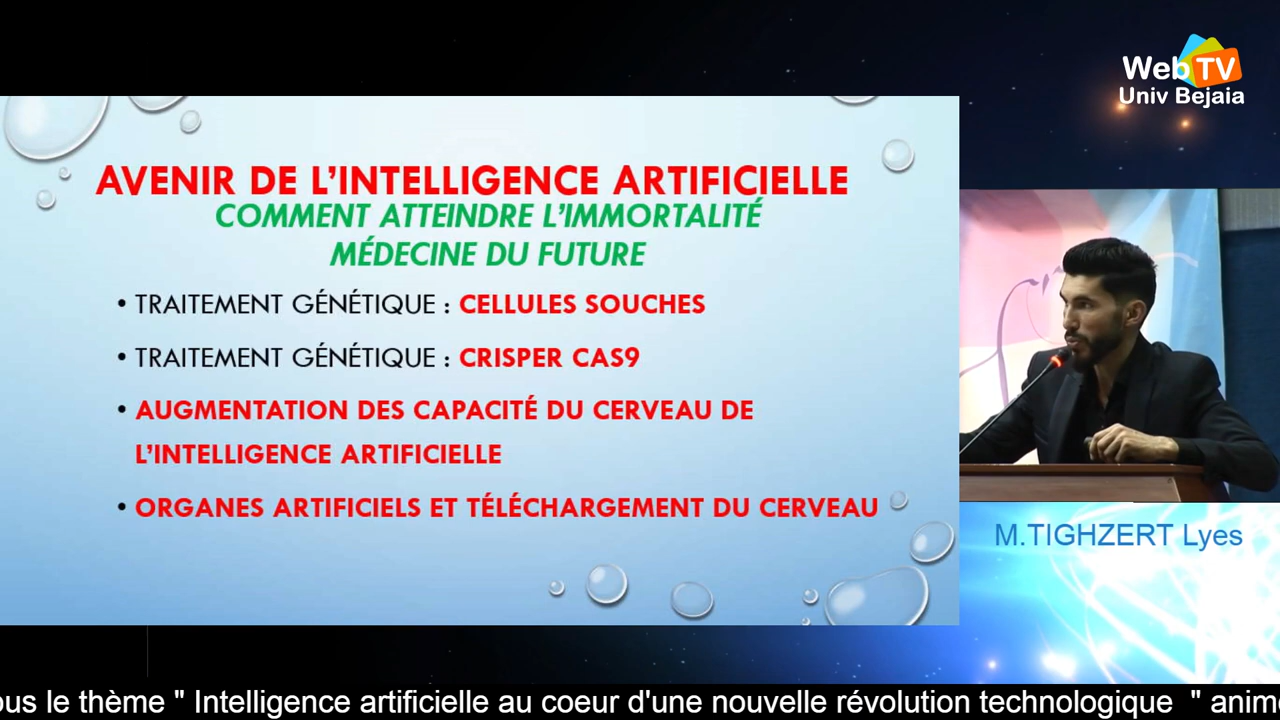 Web TV
Univ Bejaia
AVENIR DE L'INTELLIGENCE ARTIFICIELLE
COMMENT ATTEINDRE L'IMMORTALITÉ
MÉDECINE DU FUTURE
• TRAITEMENT GÉNÉTIQUE : CELLULES SOUCHES
• TRAITEMENT GÉNÉTIQUE : CRISPER CAS9
• AUGMENTATION DES CAPACITÉ DU CERVEAU DE
L'INTELLIGENCE ARTIFICIELLE
• ORGANES ARTIFICIELS ET TÉLÉCHARGEMENT DU CERVEAU
M.TIGHZERT Lyes
ous le thème " Intelligence artificielle au coeur d'une nouvelle révolution technologique " anim